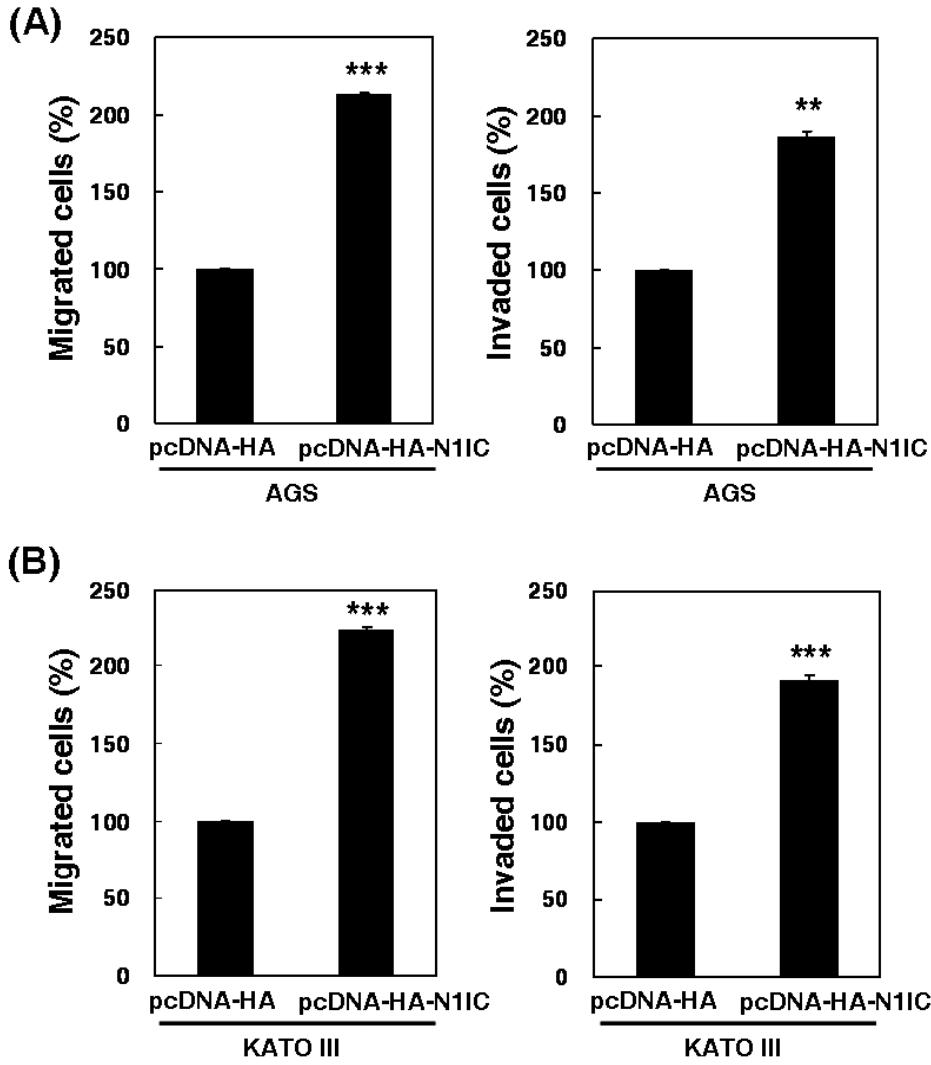 (A)
250
200
150
100
50
0
Migrated cells (%)
***
pcDNA-HA pcDNA-HA-N1IC
AGS
250
200
150
100
50
0
Invaded cells (%)
**
pcDNA-HA pcDNA-HA-N1IC
AGS
(B)
250
200
150
100
50
0
Migrated cells (%)
***
pcDNA-HA pcDNA-HA-N1IC
KATO III
250
200
150
100
50
0
Invaded cells (%)
***
pcDNA-HA pcDNA-HA-N1IC
KATO III